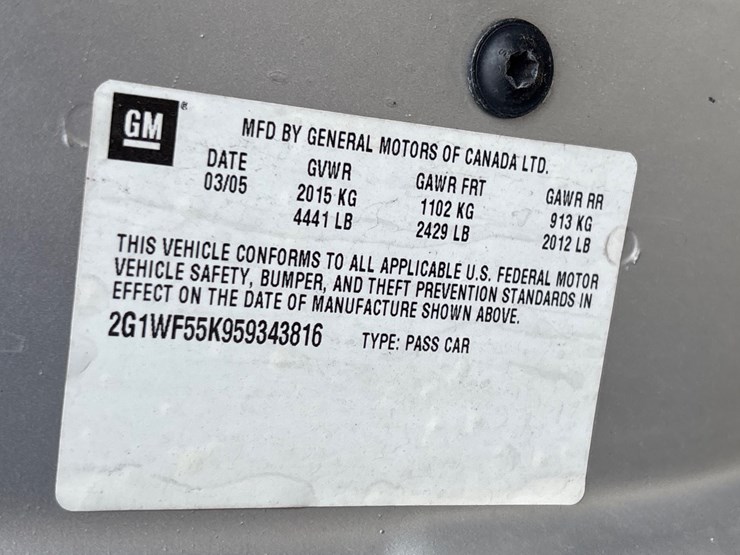 GM®
MFD BY GENERAL MOTORS OF CANADA LTD.
DATE GVWR GAWR FRT GAWR RR
03/05 2015 KG 1102 KG 913 KG
4441 LB 2429 LB 2012 LB
THIS VEHICLE CONFORMS TO ALL APPLICABLE U.S. FEDERAL MOTOR
VEHICLE SAFETY, BUMPER, AND THEFT PREVENTION STANDARDS IN
EFFECT ON THE DATE OF MANUFACTURE SHOWN ABOVE.
2G1WF55K959343816 TYPE: PASS CAR